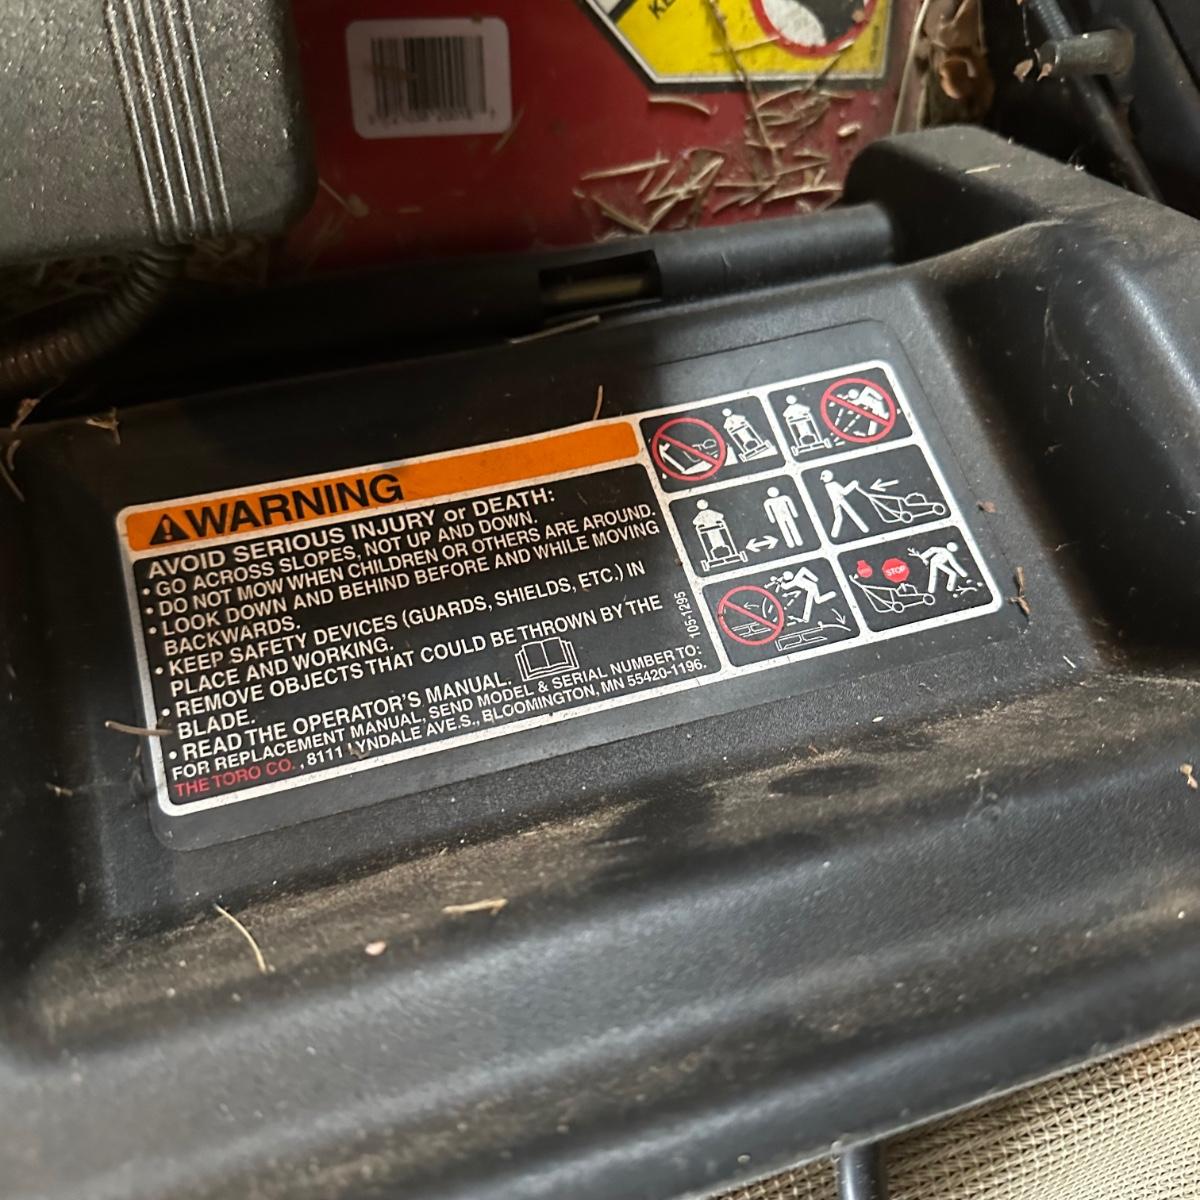 KE
WARNING
AVOID SERIOUS INJURY or DEATH:
• GO ACROSS SLOPES, NOT UP AND DOWN.
• DO NOT MOW WHEN CHILDREN OR OTHERS ARE AROUND.
• LOOK DOWN AND BEHIND BEFORE AND WHILE MOVING
BACKWARDS.
• KEEP SAFETY DEVICES (GUARDS, SHIELDS, ETC.) IN
PLACE AND WORKING.
• REMOVE OBJECTS THAT COULD BE THROWN BY THE
BLADE.
• READ THE OPERATOR'S MANUAL.
FOR REPLACEMENT MANUAL, SEND MODEL & SERIAL NUMBER TO:
THE TORO CO., 8111 LYNDALE AVE.S., BLOOMINGTON, MN 55420-1196.
105-1295
STOP